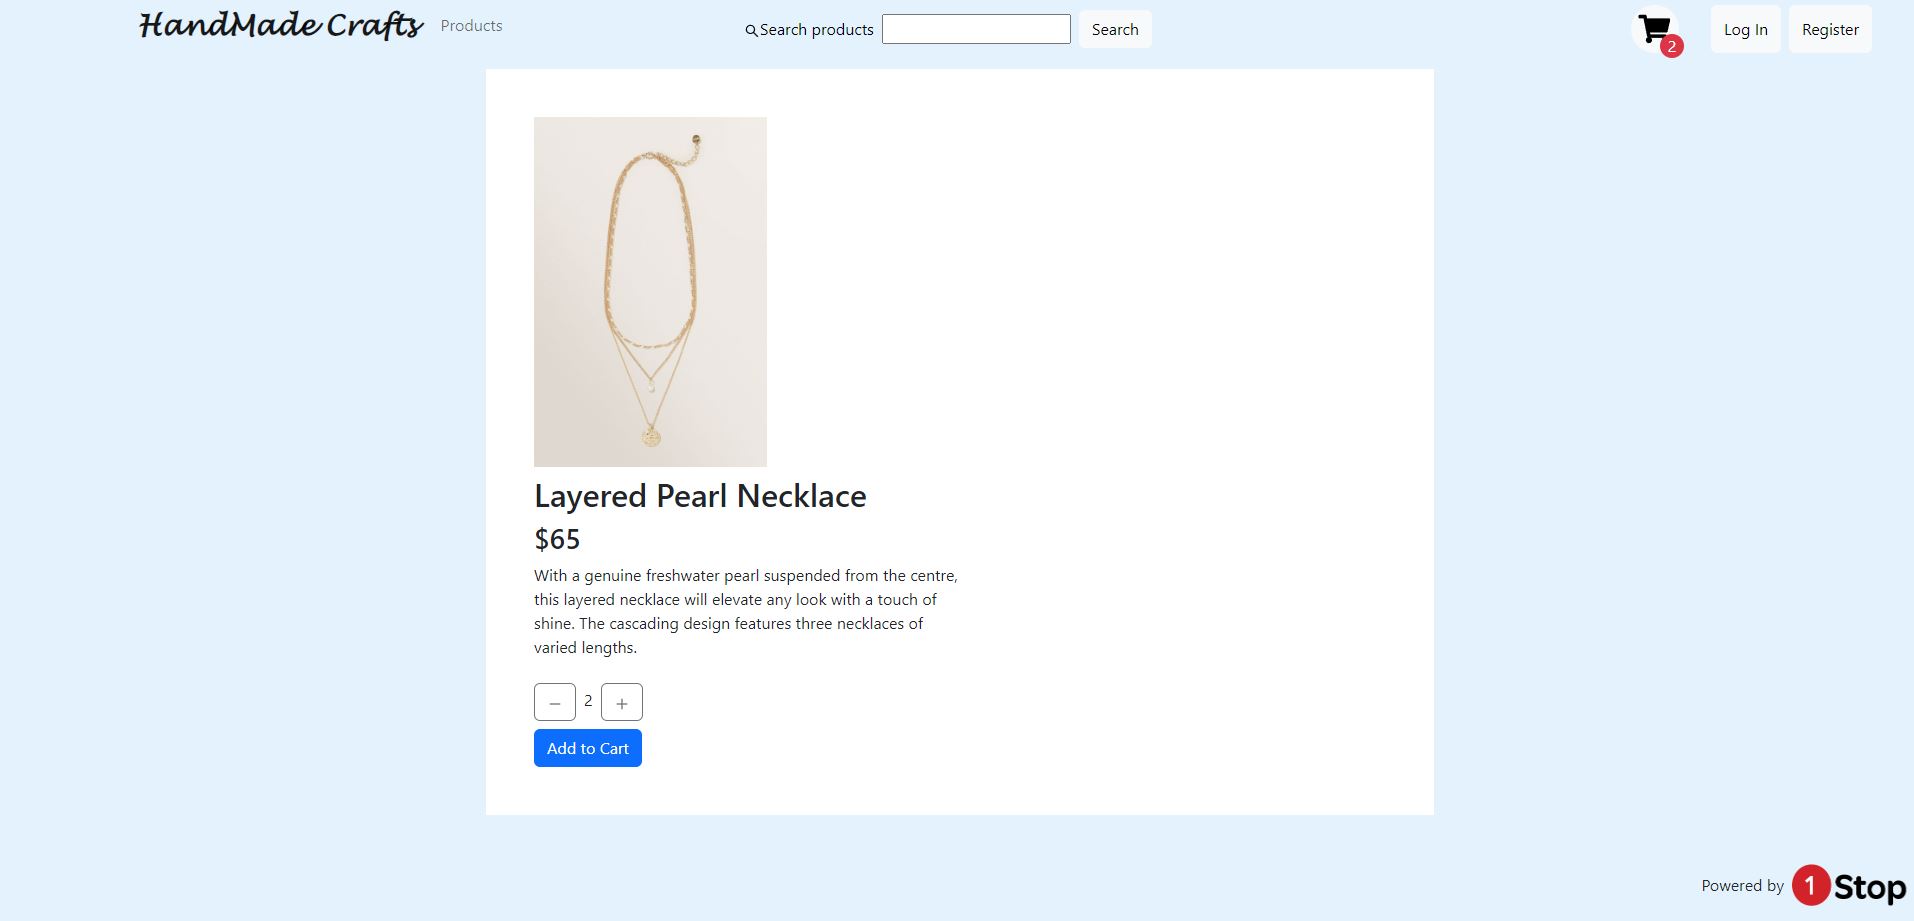 HandMade Crafts Products Search products Search 2 Log In Register
Layered Pearl Necklace
$65
With a genuine freshwater pearl suspended from the centre,
this layered necklace will elevate any look with a touch of
shine. The cascading design features three necklaces of
varied lengths.
− 2 +
Add to Cart
Powered by 1 Stop